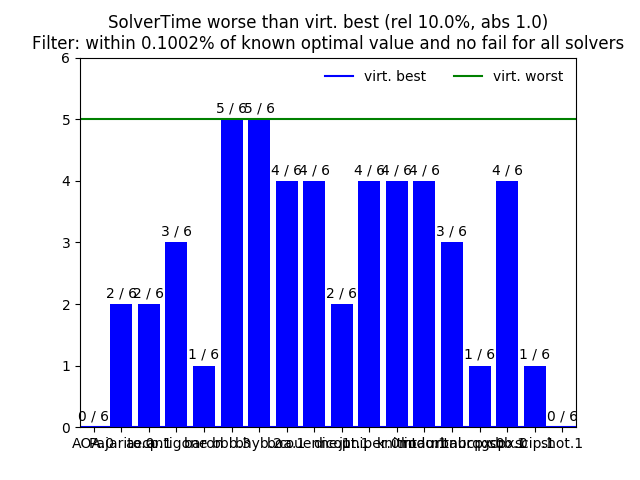 SolverTime worse than virt. best (rel 10.0%, abs 1.0)
Filter: within 0.1002% of known optimal value and no fail for all solvers
virt. best virt. worst
6
5
4
3
2
1
0
0 / 6 2 / 6 2 / 6 3 / 6 1 / 6 5 / 6 5 / 6 4 / 6 4 / 6 2 / 6 4 / 6 4 / 6 4 / 6 3 / 6 1 / 6 4 / 6 1 / 6 0 / 6